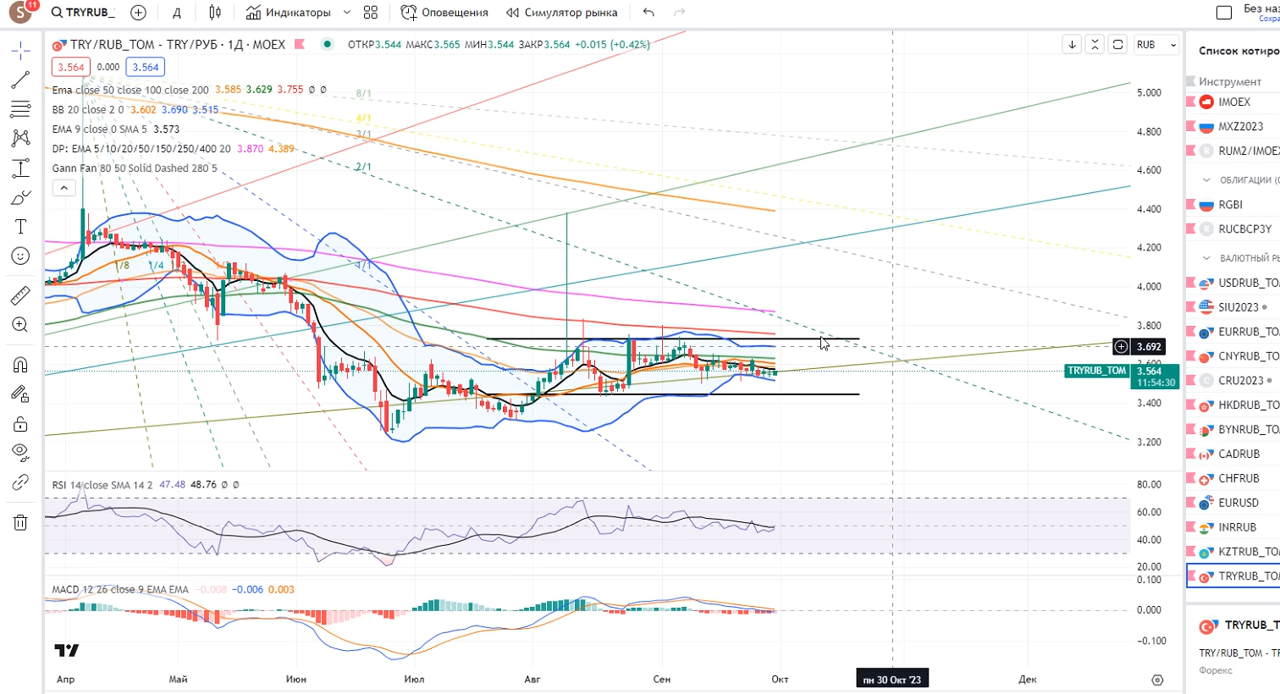 S 11 TRYRUB_ Д Индикаторы Оповещения Симулятор рынка Без наз
Сохра
TRY/RUB_TOM - TRY/РУБ · 1Д · MOEX ОТКР3.544 МАКС3.565 МИН3.544 ЗАКР3.564 +0.015 (+0.42%) RUB
3.564 0.000 3.564
Ema close 50 close 100 close 200 3.585 3.629 3.755 ∅ ∅
BB 20 close 2 0 3.602 3.690 3.515
EMA 9 close 0 SMA 5 3.573
DP: EMA 5/10/20/50/150/250/400 20 3.870 4.389
Gann Fan 80 50 Solid Dashed 280 5
8/1
4/1
3/1
2/1
1/1
1/8
1/4
5.000
4.800
4.600
4.400
4.200
4.000
3.800
3.692
TRYRUB_TOM 3.564
11:54:30
3.400
3.200
RSI 14 close SMA 14 2 47.48 48.76 ∅ ∅
80.00
60.00
40.00
20.00
MACD 12 26 close 9 EMA EMA −0.008 −0.006 0.003
0.100
0.000
-0.100
Апр Май Июн Июл Авг Сен Окт пн 30 Окт '23 Дек
Список котиро
Инструмент
IMOEX
MXZ2023
RUM2/IMOEX
ОБЛИГАЦИИ (
RGBI
RUCBCP3Y
ВАЛЮТНЫЙ РЫ
USDRUB_TO
SIU2023
EURRUB_TO
CNYRUB_TO
CRU2023
HKDRUB_TO
BYNRUB_TO
CADRUB
CHFRUB
EURUSD
INRRUB
KZTRUB_TO
TRYRUB_TO
TRYRUB_TO
TRY/RUB_TOM - T
Форекс